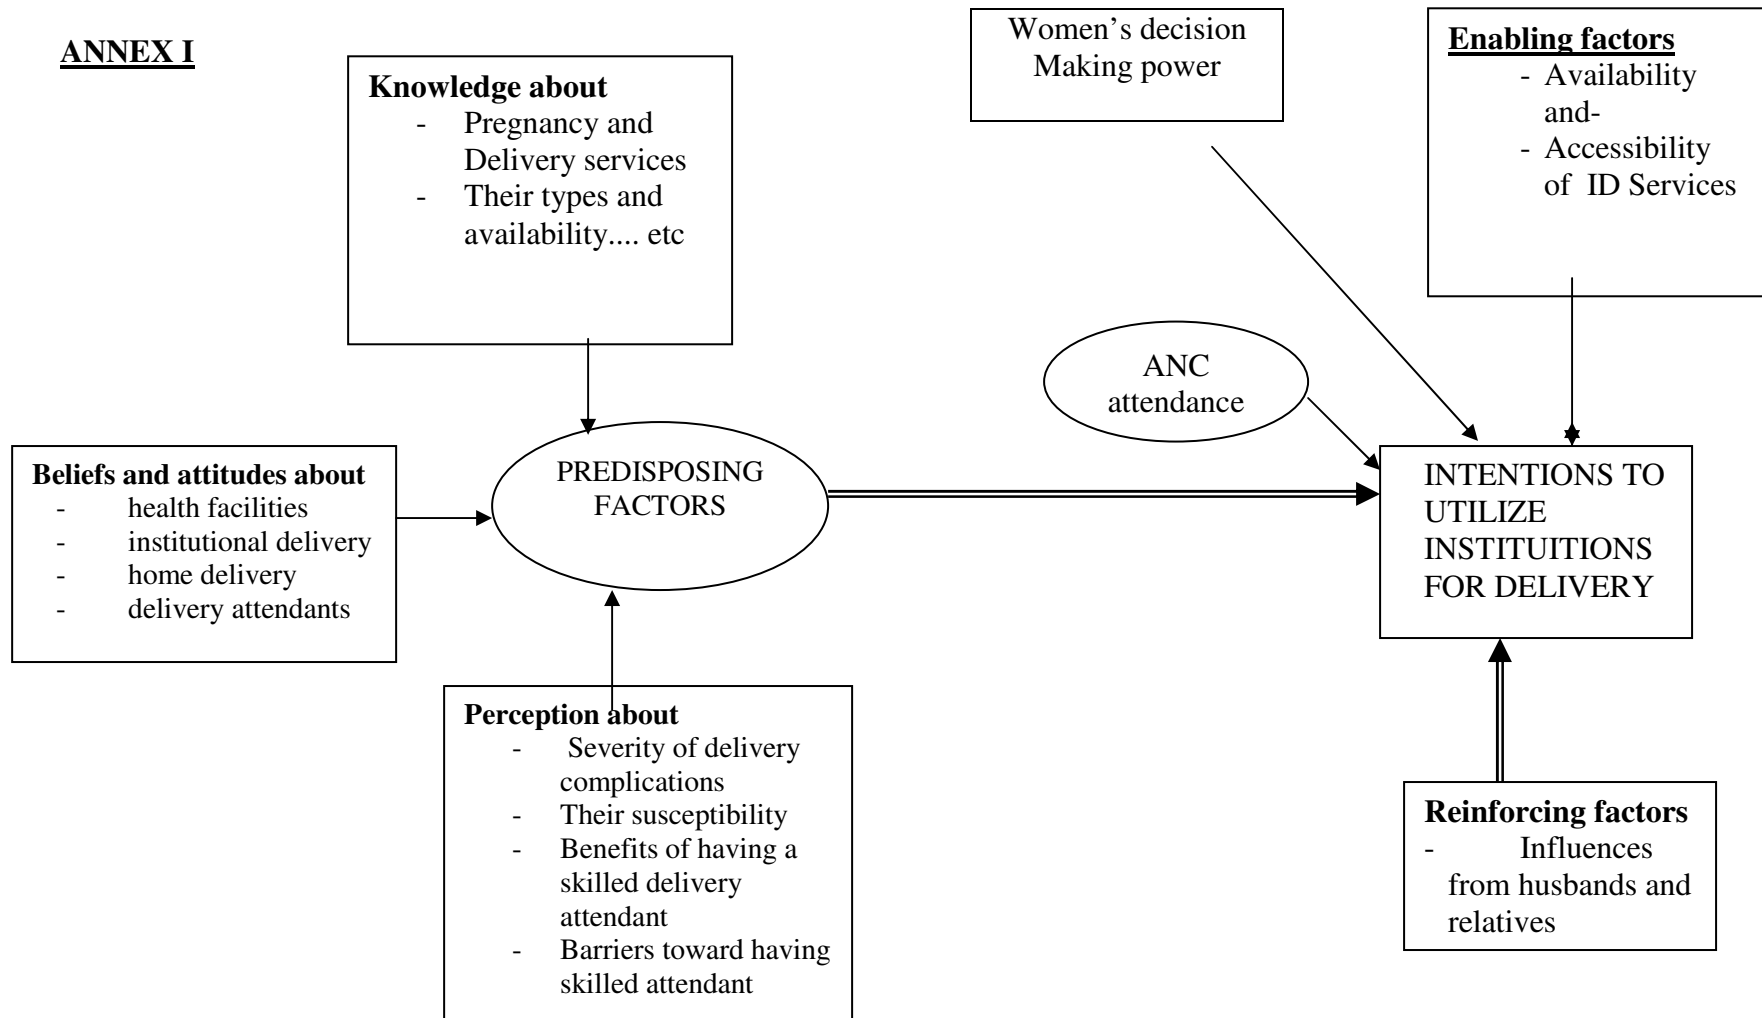 ANNEX I
Knowledge about
- Pregnancy and
Delivery services
- Their types and
availability.... etc
Women’s decision
Making power
Enabling factors
- Availability
and-
- Accessibility
of ID Services
ANC
attendance
Beliefs and attitudes about
- health facilities
- institutional delivery
- home delivery
- delivery attendants
PREDISPOSING
FACTORS
INTENTIONS TO
UTILIZE
INSTITUITIONS
FOR DELIVERY
Perception about
- Severity of delivery
complications
- Their susceptibility
- Benefits of having a
skilled delivery
attendant
- Barriers toward having
skilled attendant
Reinforcing factors
- Influences
from husbands and
relatives